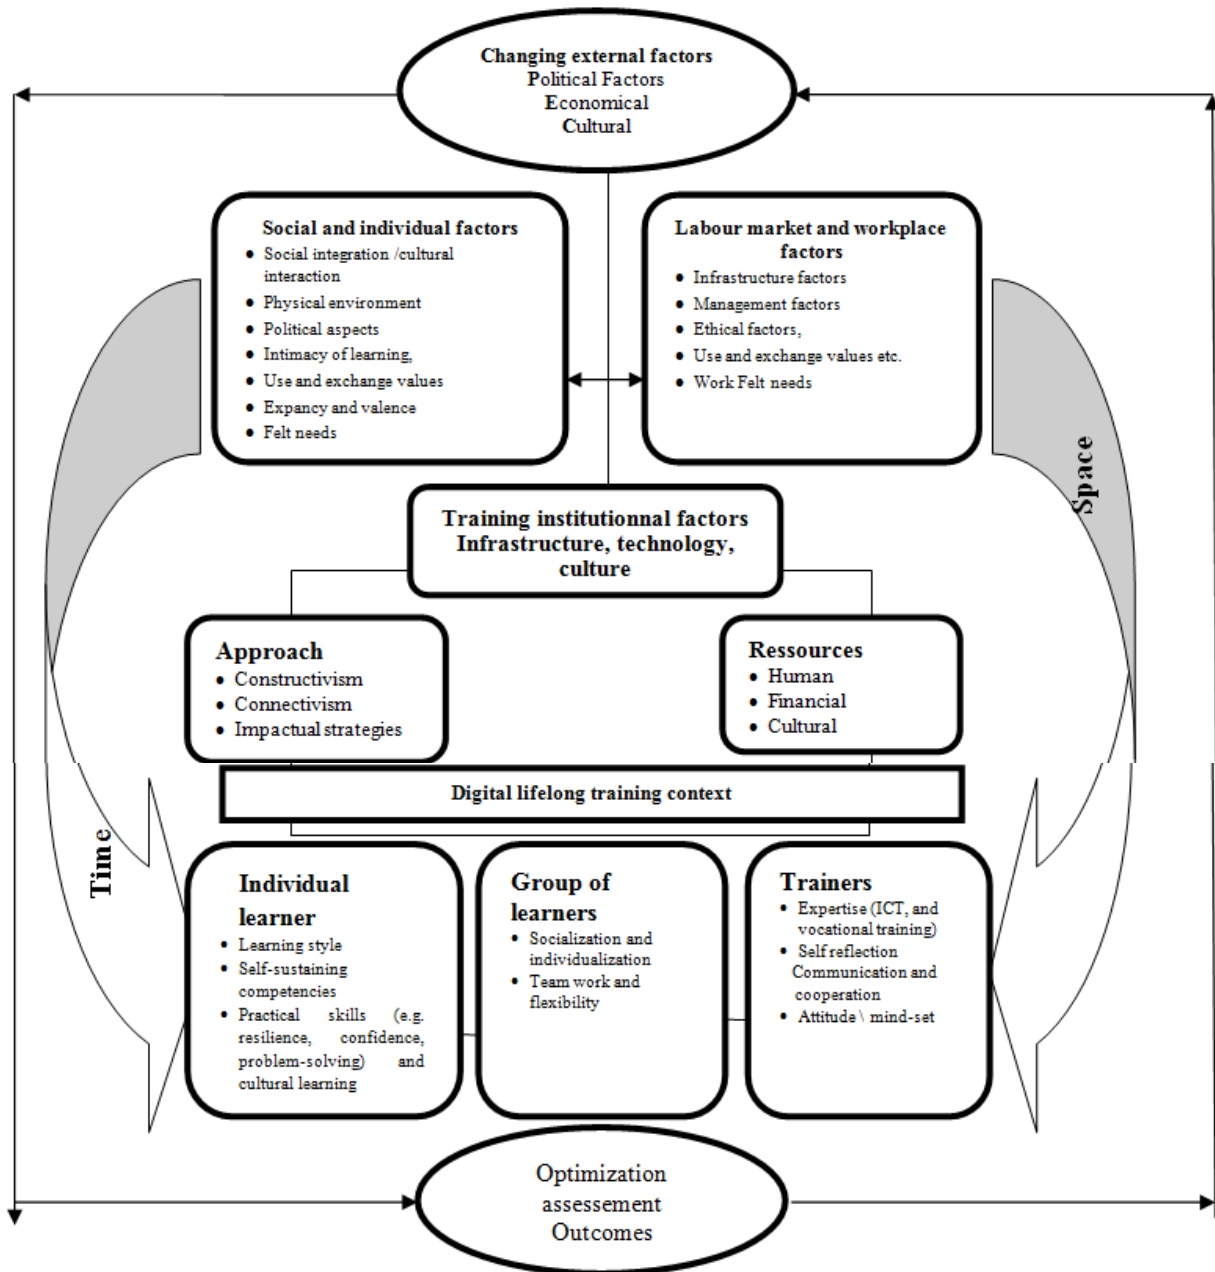 Changing external factors
Political Factors
Economical
Cultural
Social and individual factors
• Social integration /cultural
interaction
• Physical environment
• Political aspects
• Intimacy of learning,
• Use and exchange values
• Expancy and valence
• Felt needs
Labour market and workplace
factors
• Infrastructure factors
• Management factors
• Ethical factors,
• Use and exchange values etc.
• Work Felt needs
Space
Training institutionnal factors
Infrastructure, technology,
culture
Approach
• Constructivism
• Connectivism
• Impactual strategies
Ressources
• Human
• Financial
• Cultural
Digital lifelong training context
Time
Individual
learner
• Learning style
• Self-sustaining
competencies
• Practical skills (e.g.
resilience, confidence,
problem-solving) and
cultural learning
Group of
learners
• Socialization and
individualization
• Team work and
flexibility
Trainers
• Expertise (ICT, and
vocational training)
• Self reflection
Communication and
cooperation
• Attitude \ mind-set
Optimization
assessement
Outcomes